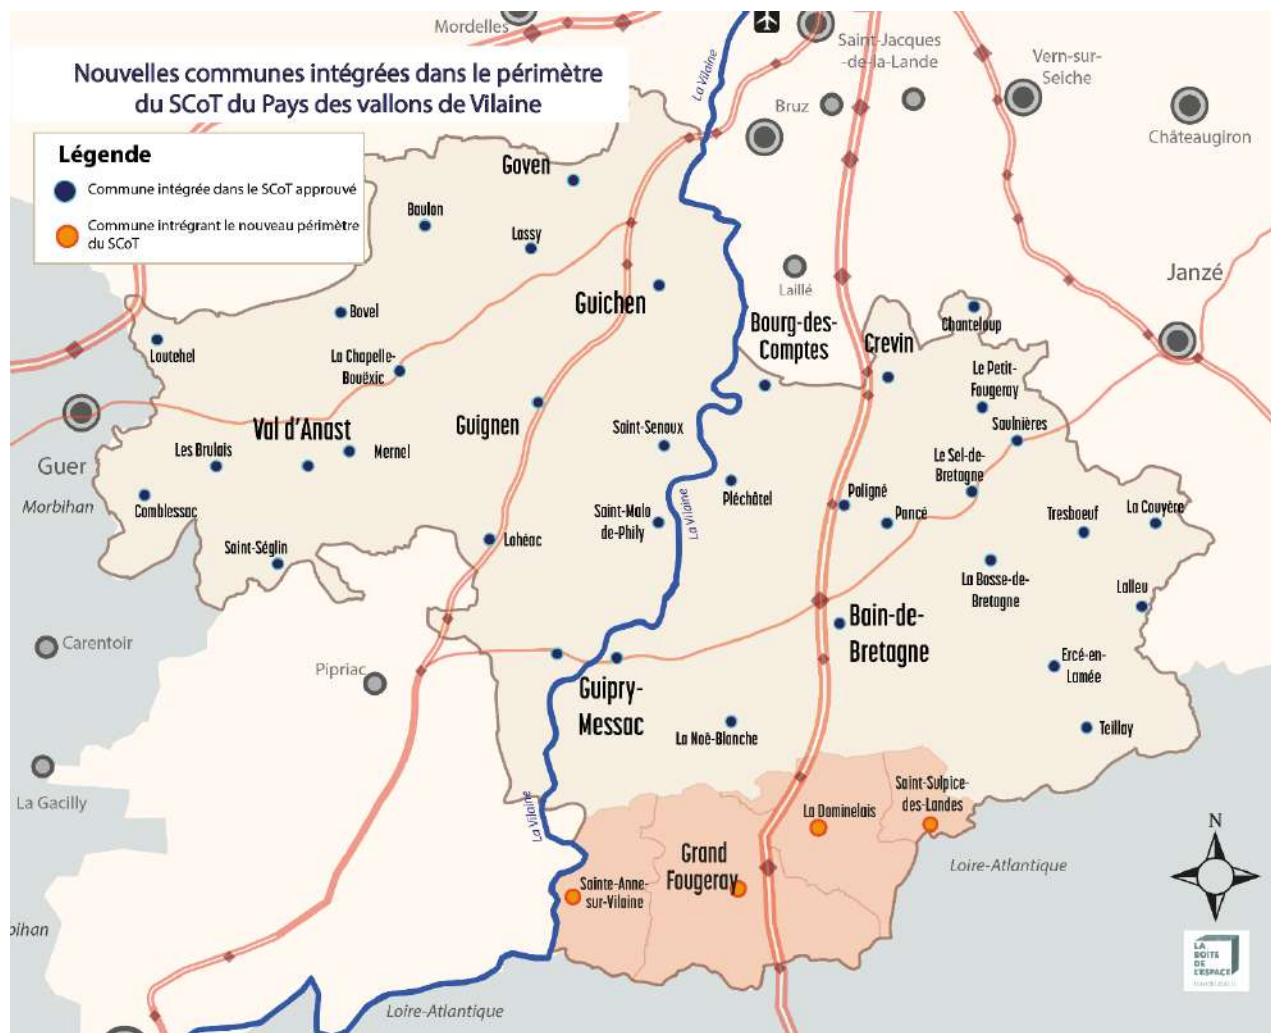 Mordelles
Saint-Jacques
-de-la-Lande
Vern-sur-
Seiche
Châteaugiron
Bruz
La Vilaine
Nouvelles communes intégrées dans le périmètre
du SCoT du Pays des vallons de Vilaine
Légende
Commune intégrée dans le SCoT approuvé
Commune intrégrant le nouveau périmètre
du SCoT
Goven
Baulon
Lassy
Guichen
Laillé
Janzé
Bovel
Loutehel
La Chapelle-
Bouëxic
Bourg-des-
Comptes
Crevin
Chanteloup
Le Petit-
Fougeray
Saulnières
Val d'Anast
Guignen
Saint-Senoux
Les Brulais
Mernel
Guer
Morbihan
Comblessac
Saint-Séglin
Lohéac
Saint-Malo
de-Phily
La Vilaine
Pléchâtel
Poligné
Pancé
Le Sel-de-
Bretagne
Tresboeuf
La Couyère
La Bosse-de-
Bretagne
Lalleu
Carentoir
Pipriac
Bain-de-
Bretagne
Ercé-en-
Lamée
Guipry-
Messac
La Noë-Blanche
Teillay
La Gacilly
La Vilaine
La Dominelais
Saint-Sulpice-
des-Landes
Grand
Fougeray
Sainte-Anne-
sur-Vilaine
Loire-Atlantique
N
bihan
Loire-Atlantique
LA
BOITE
DE
L'ESPACE